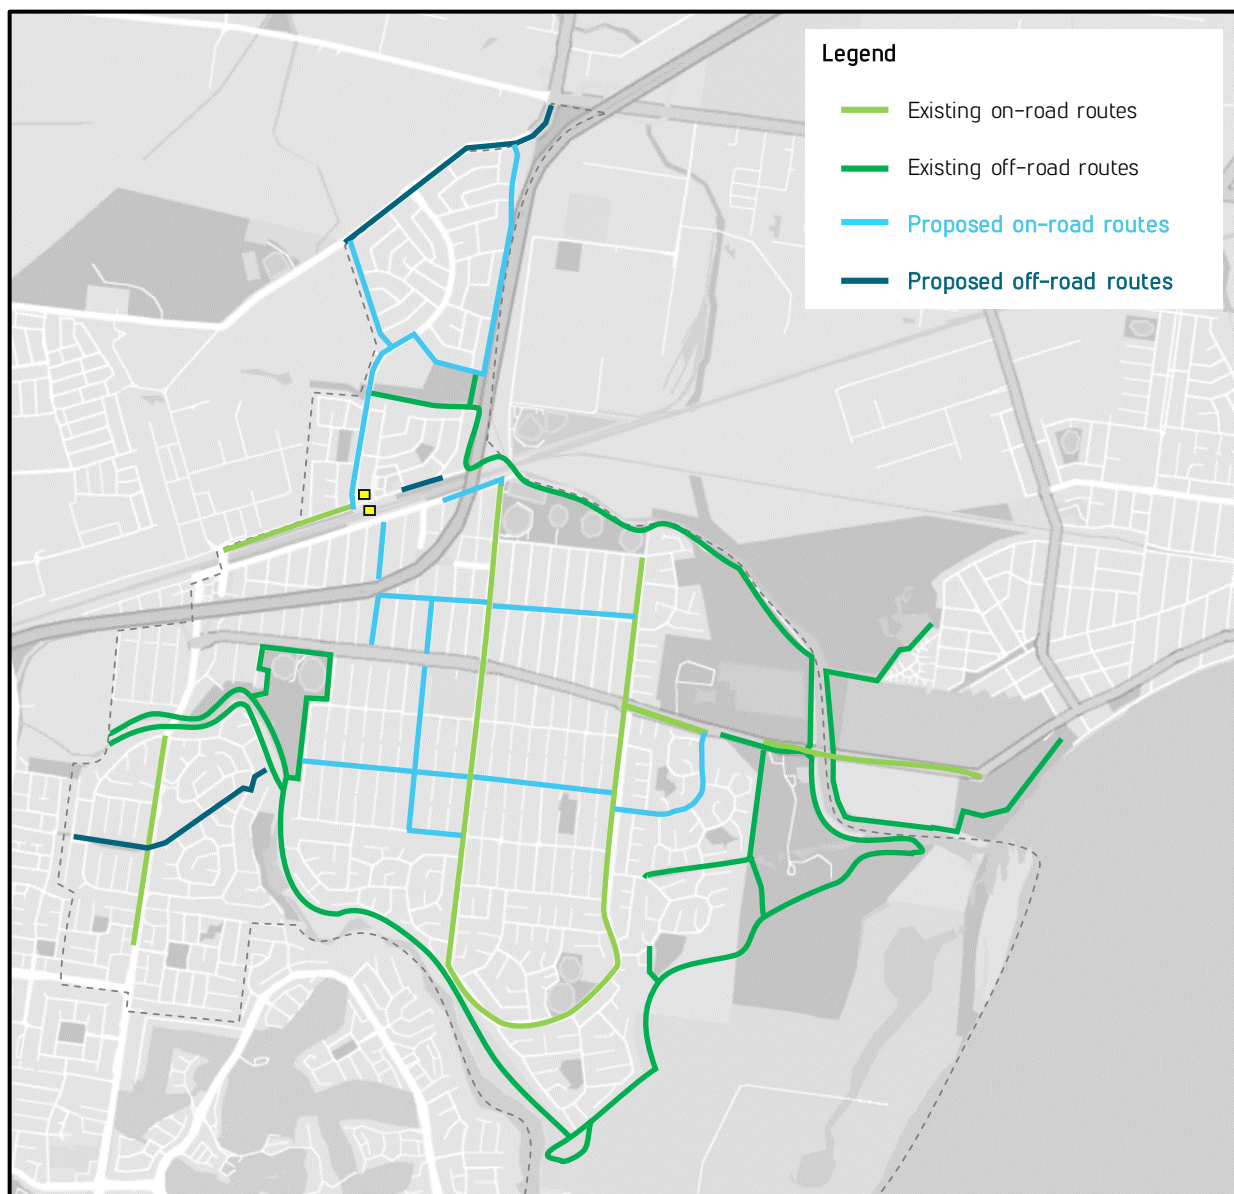 Legend
Existing on-road routes
Existing off-road routes
Proposed on-road routes
Proposed off-road routes